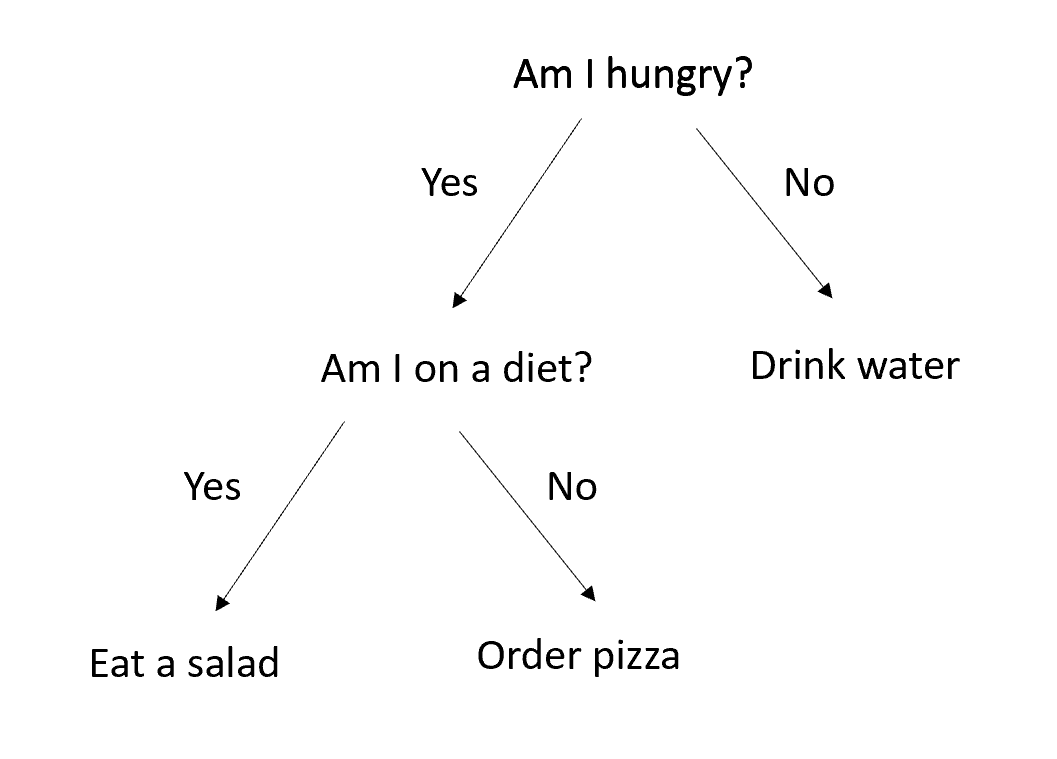 Am I hungry?
Yes
No
Am I on a diet?
Drink water
Yes
No
Eat a salad
Order pizza